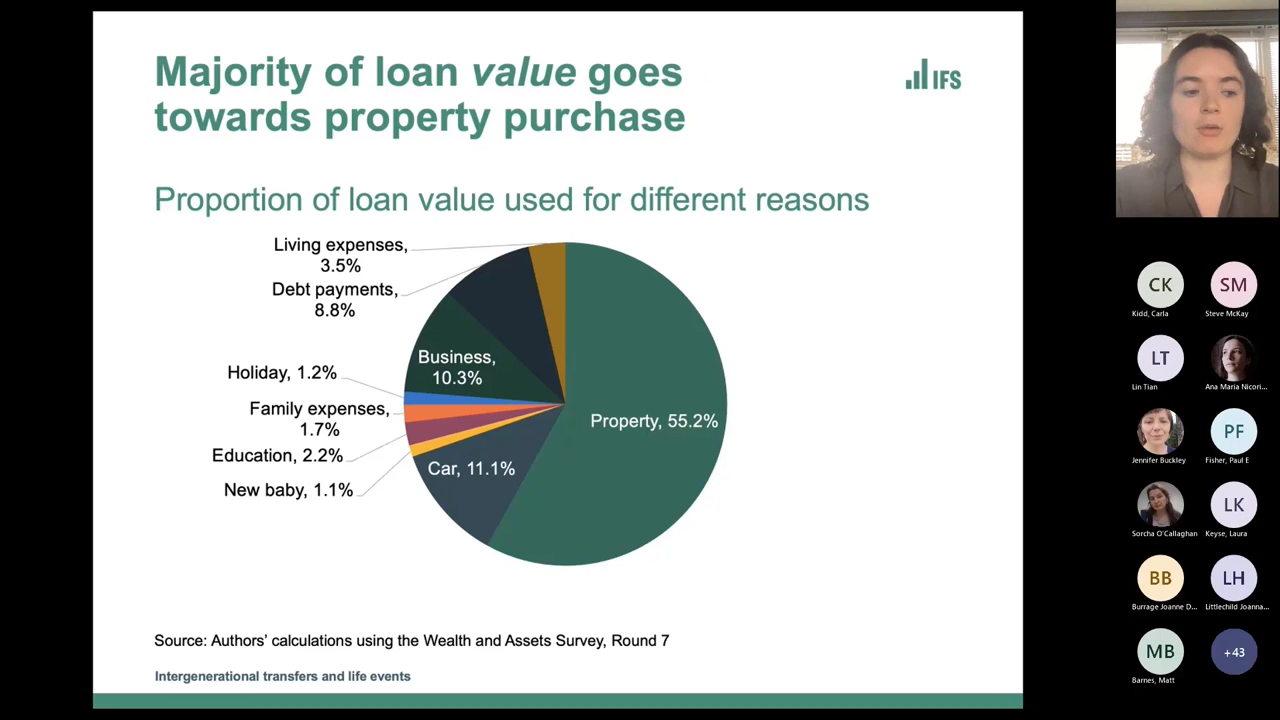 Majority of loan value goes
towards property purchase
IFS
Proportion of loan value used for different reasons
Living expenses,
3.5%
Debt payments,
8.8%
Business,
10.3%
Holiday, 1.2%
Family expenses,
1.7%
Property, 55.2%
Education, 2.2%
Car, 11.1%
New baby, 1.1%
Source: Authors’ calculations using the Wealth and Assets Survey, Round 7
Intergenerational transfers and life events
CK
SM
Kidd, Carla
Steve McKay
LT
Lin Tian
Ana Maria Nicori...
PF
Jennifer Buckley
Fisher, Paul E
LK
Sorcha O'Callaghan
Keyse, Laura
BB
LH
Burrage Joanne D...
Littlechild Joanna...
MB
+43
Barnes, Matt